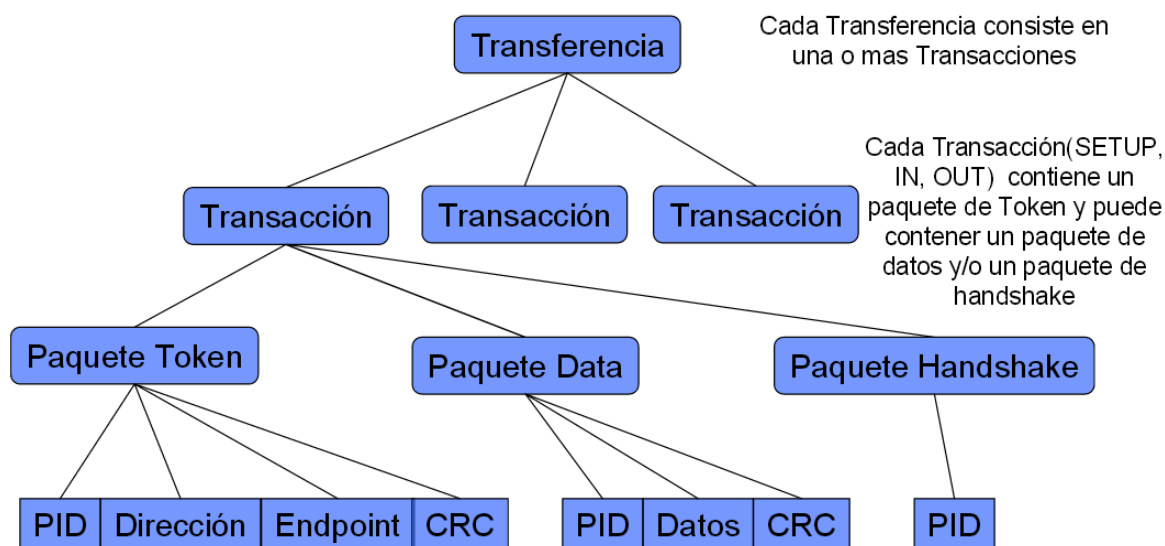 Transferencia
Cada Transferencia consiste en
una o mas Transacciones
Cada Transacción(SETUP,
IN, OUT) contiene un
paquete de Token y puede
contener un paquete de
datos y/o un paquete de
handshake
Transacción
Transacción
Transacción
Paquete Token
Paquete Data
Paquete Handshake
PID
Dirección
Endpoint
CRC
PID
Datos
CRC
PID